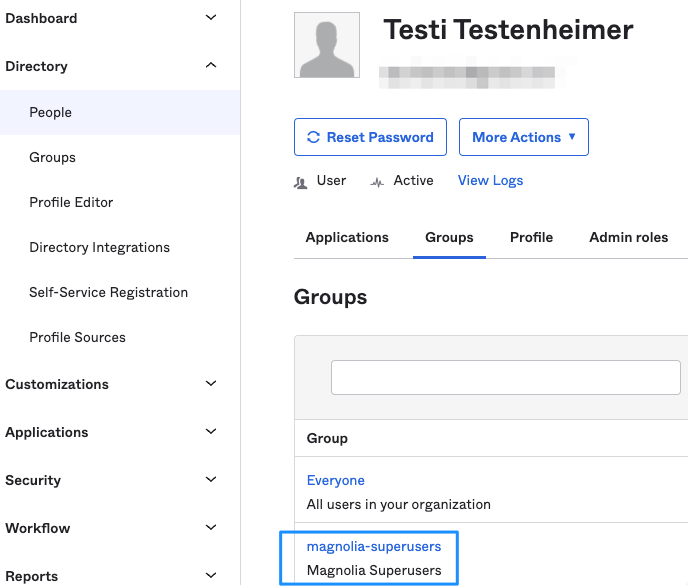 Dashboard
Directory
People
Groups
Profile Editor
Directory Integrations
Self-Service Registration
Profile Sources
Customizations
Applications
Security
Workflow
Reports
Testi Testenheimer
Reset Password
More Actions
User
Active
View Logs
Applications
Groups
Profile
Admin roles
Groups
Group
Everyone
All users in your organization
magnolia-superusers
Magnolia Superusers